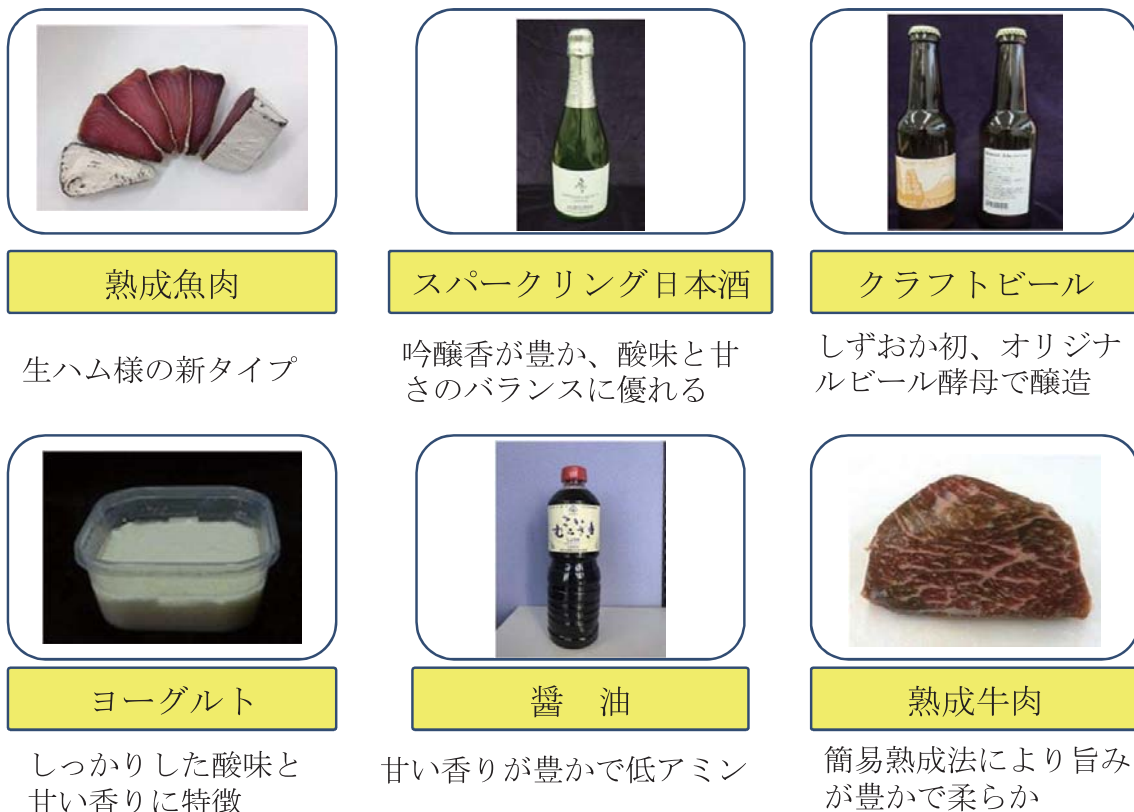 熟成魚肉
生ハム様の新タイプ
スパークリング日本酒
吟醸香が豊か、酸味と甘
さのバランスに優れる
クラフトビール
しずおか初、オリジナ
ルビール酵母で醸造
ヨーグルト
しっかりした酸味と
甘い香りに特徴
こい
むらさき
醤　油
甘い香りが豊かで低アミン
熟成牛肉
簡易熟成法により旨み
が豊かで柔らか